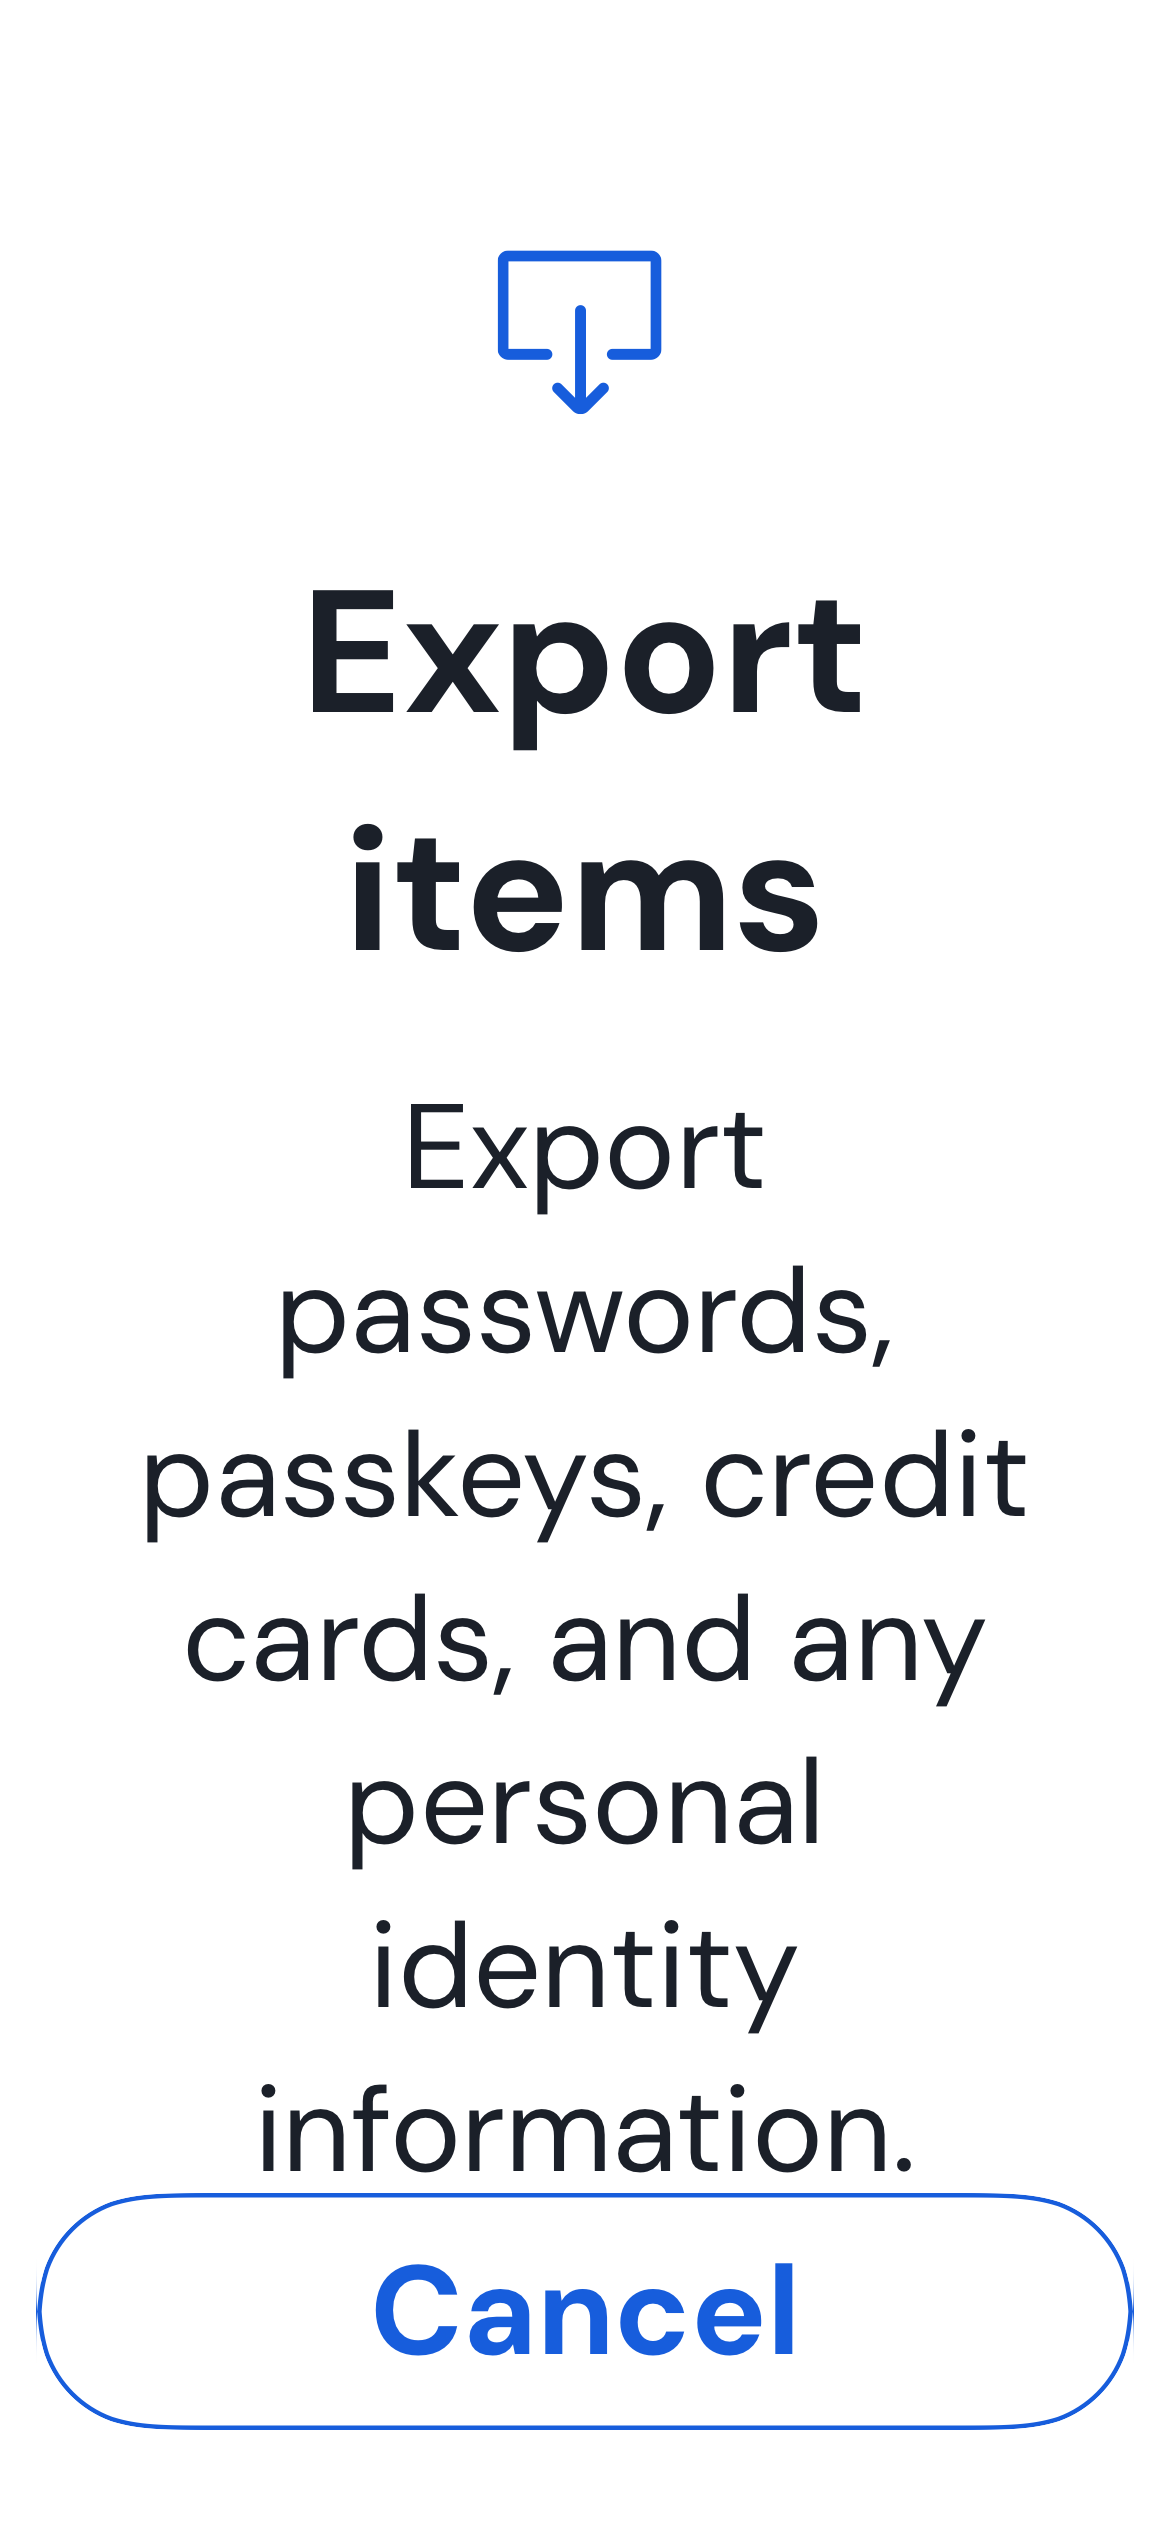 Export
items
Export
passwords,
passkeys, credit
cards, and any
personal
identity
information.
Cancel